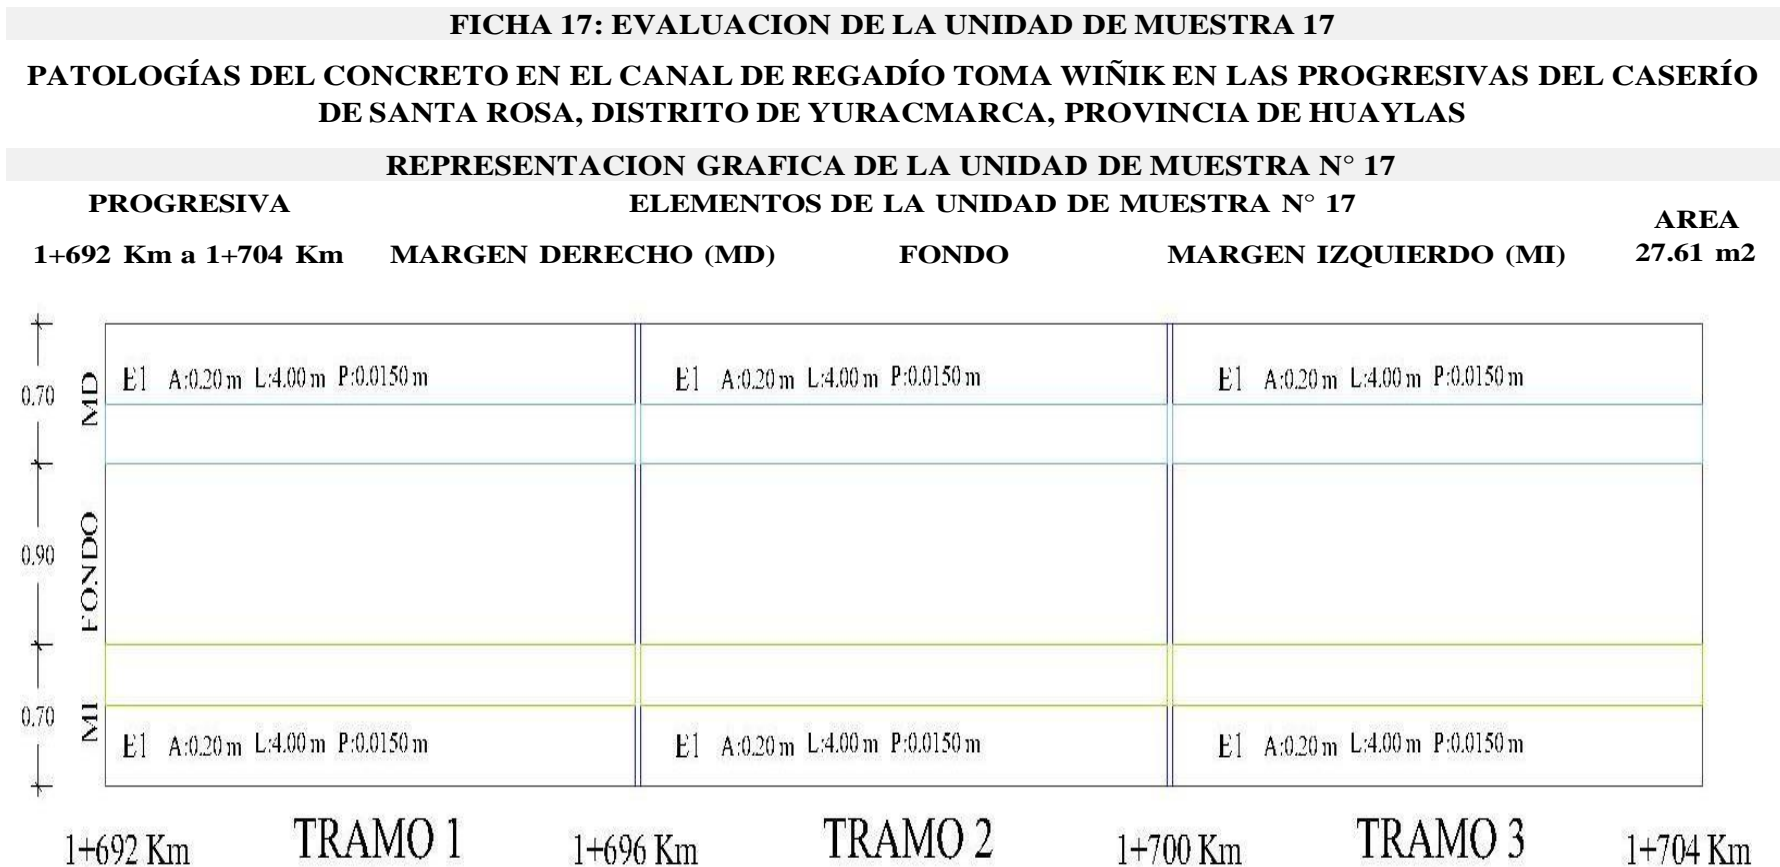 FICHA 17: EVALUACION DE LA UNIDAD DE MUESTRA 17
PATOLOGÍAS DEL CONCRETO EN EL CANAL DE REGADÍO TOMA WIÑIK EN LAS PROGRESIVAS DEL CASERÍO
DE SANTA ROSA, DISTRITO DE YURACMARCA, PROVINCIA DE HUAYLAS
REPRESENTACION GRAFICA DE LA UNIDAD DE MUESTRA N° 17
PROGRESIVA ELEMENTOS DE LA UNIDAD DE MUESTRA N° 17 AREA
1+692 Km a 1+704 Km MARGEN DERECHO (MD) FONDO MARGEN IZQUIERDO (MI) 27.61 m2
0.70 MD E1 A:0.20 m L:4.00 m P:0.0150 m E1 A:0.20 m L:4.00 m P:0.0150 m E1 A:0.20 m L:4.00 m P:0.0150 m
0.90 FONDO
0.70 MI E1 A:0.20 m L:4.00 m P:0.0150 m E1 A:0.20 m L:4.00 m P:0.0150 m E1 A:0.20 m L:4.00 m P:0.0150 m
1+692 Km TRAMO 1 1+696 Km TRAMO 2 1+700 Km TRAMO 3 1+704 Km